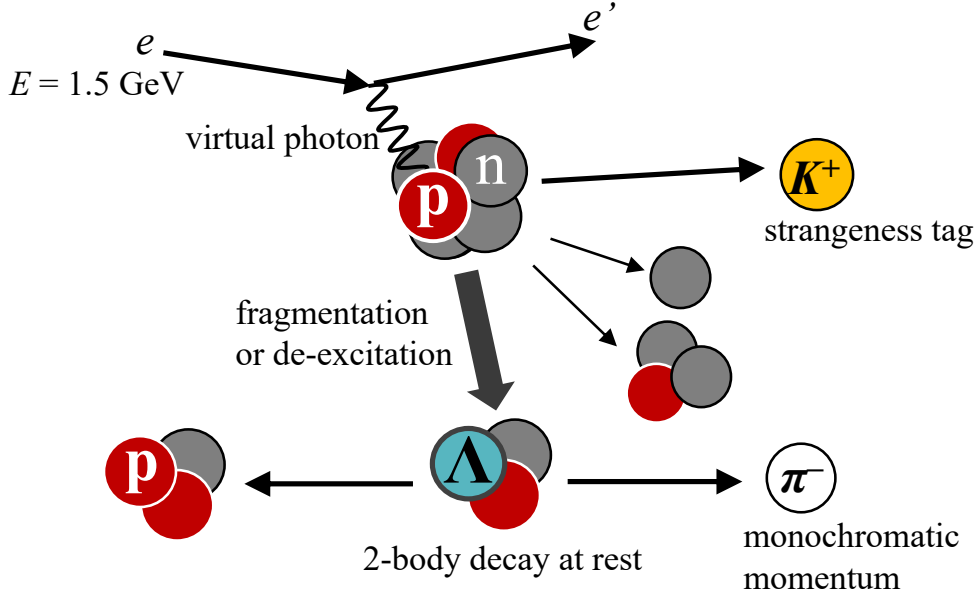 e
e’
E = 1.5 GeV
virtual photon
n
p
K⁺
strangeness tag
fragmentation
or de-excitation
p
Λ
π⁻
2-body decay at rest
monochromatic
momentum